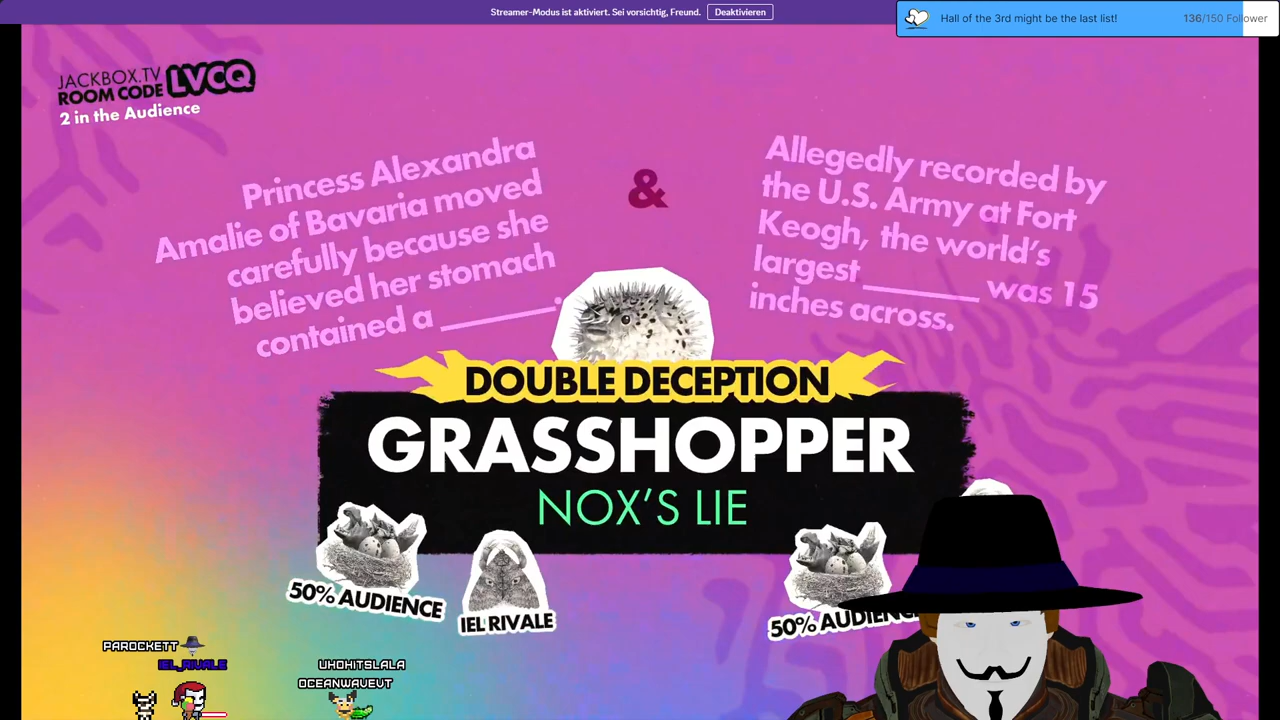 Streamer-Modus ist aktiviert. Sei vorsichtig, Freund. Deaktivieren
Hall of the 3rd might be the last list! 136/150 Follower
JACKBOX.TV
ROOM CODE LVCQ
2 in the Audience
Princess Alexandra
Amalie of Bavaria moved
carefully because she
believed her stomach
contained a ______.
&
Allegedly recorded by
the U.S. Army at Fort
Keogh, the world's
largest ______ was 15
inches across.
DOUBLE DECEPTION
GRASSHOPPER
NOX'S LIE
50% AUDIENCE
IEL RIVALE
50% AUDIENCE
PAROCKETT
IEL_RIVALE
UHOHITSLALA
OCEANWAVEVT